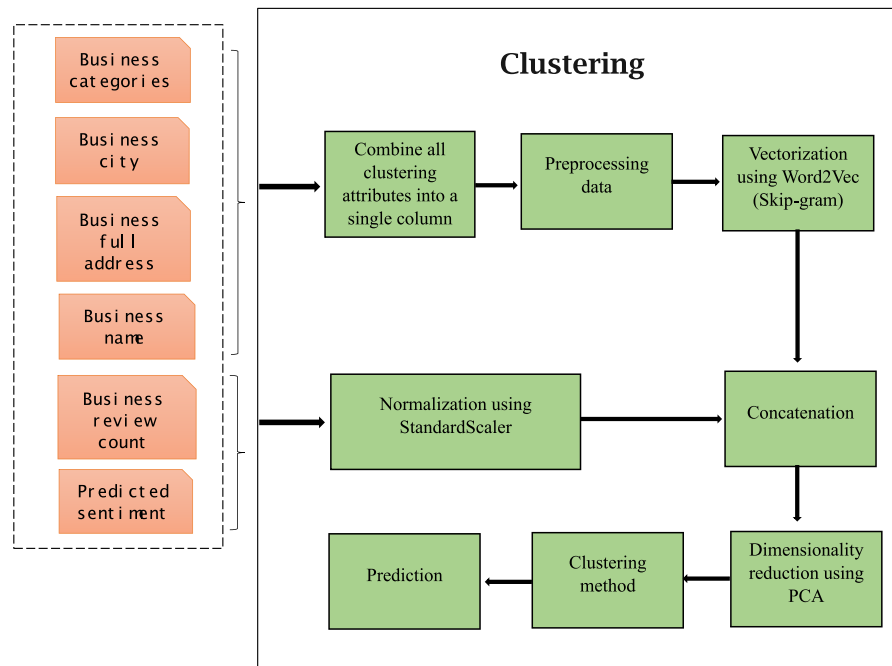 Business
categories
Business
city
Business
full
address
Business
name
Business
review
count
Predicted
sentiment
Clustering
Combine all
clustering
attributes into a
single column
Preprocessing
data
Vectorization
using Word2Vec
(Skip-gram)
Normalization using
StandardScaler
Concatenation
Prediction
Clustering
method
Dimensionality
reduction using
PCA